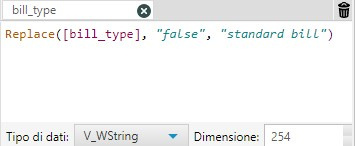 bill_type
Replace([bill_type], "false", "standard bill")
Tipo di dati: V_WString Dimensione: 254